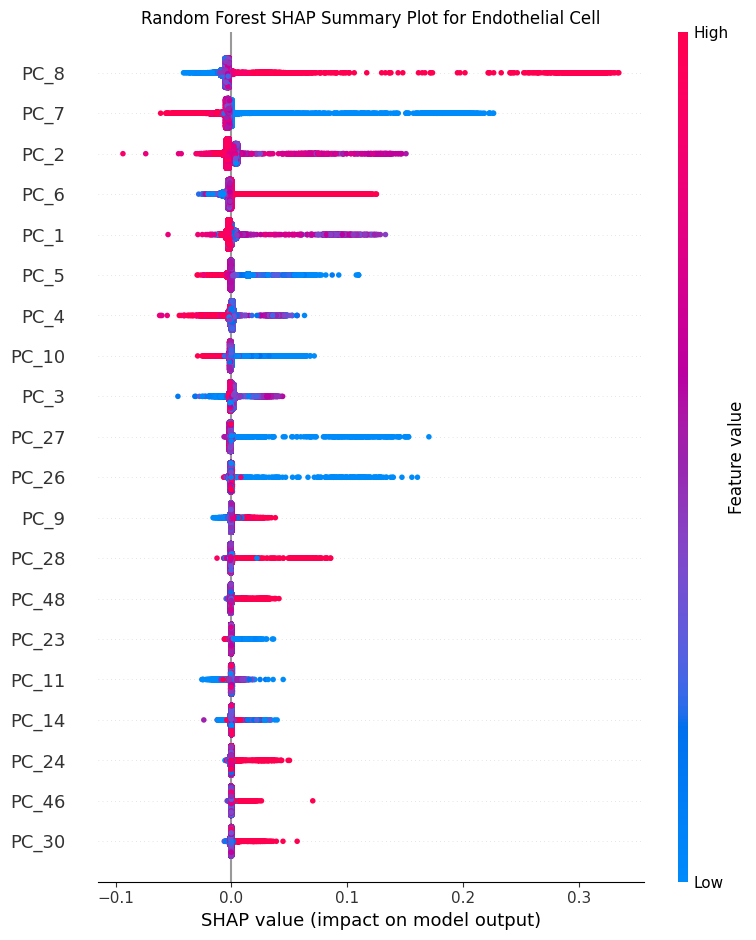 Random Forest SHAP Summary Plot for Endothelial Cell
High
PC_8
PC_7
PC_2
PC_6
PC_1
PC_5
PC_4
PC_10
PC_3
PC_27
PC_26
PC_9
PC_28
PC_48
PC_23
PC_11
PC_14
PC_24
PC_46
PC_30
Feature value
Low
−0.1 0.0 0.1 0.2 0.3
SHAP value (impact on model output)